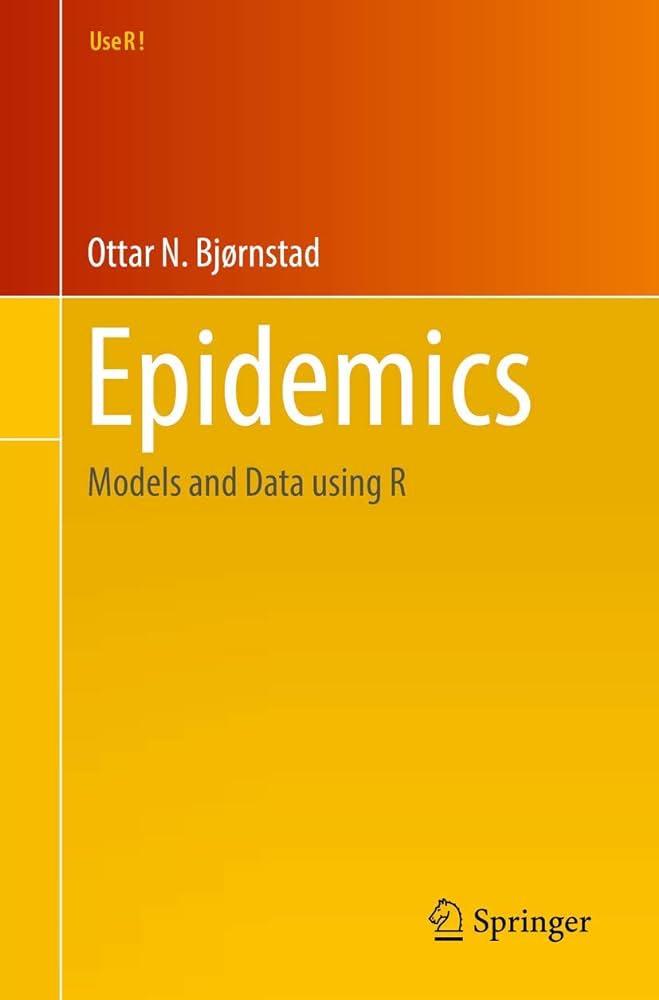 Use R!
Ottar N. Bjørnstad
Epidemics
Models and Data using R
Springer